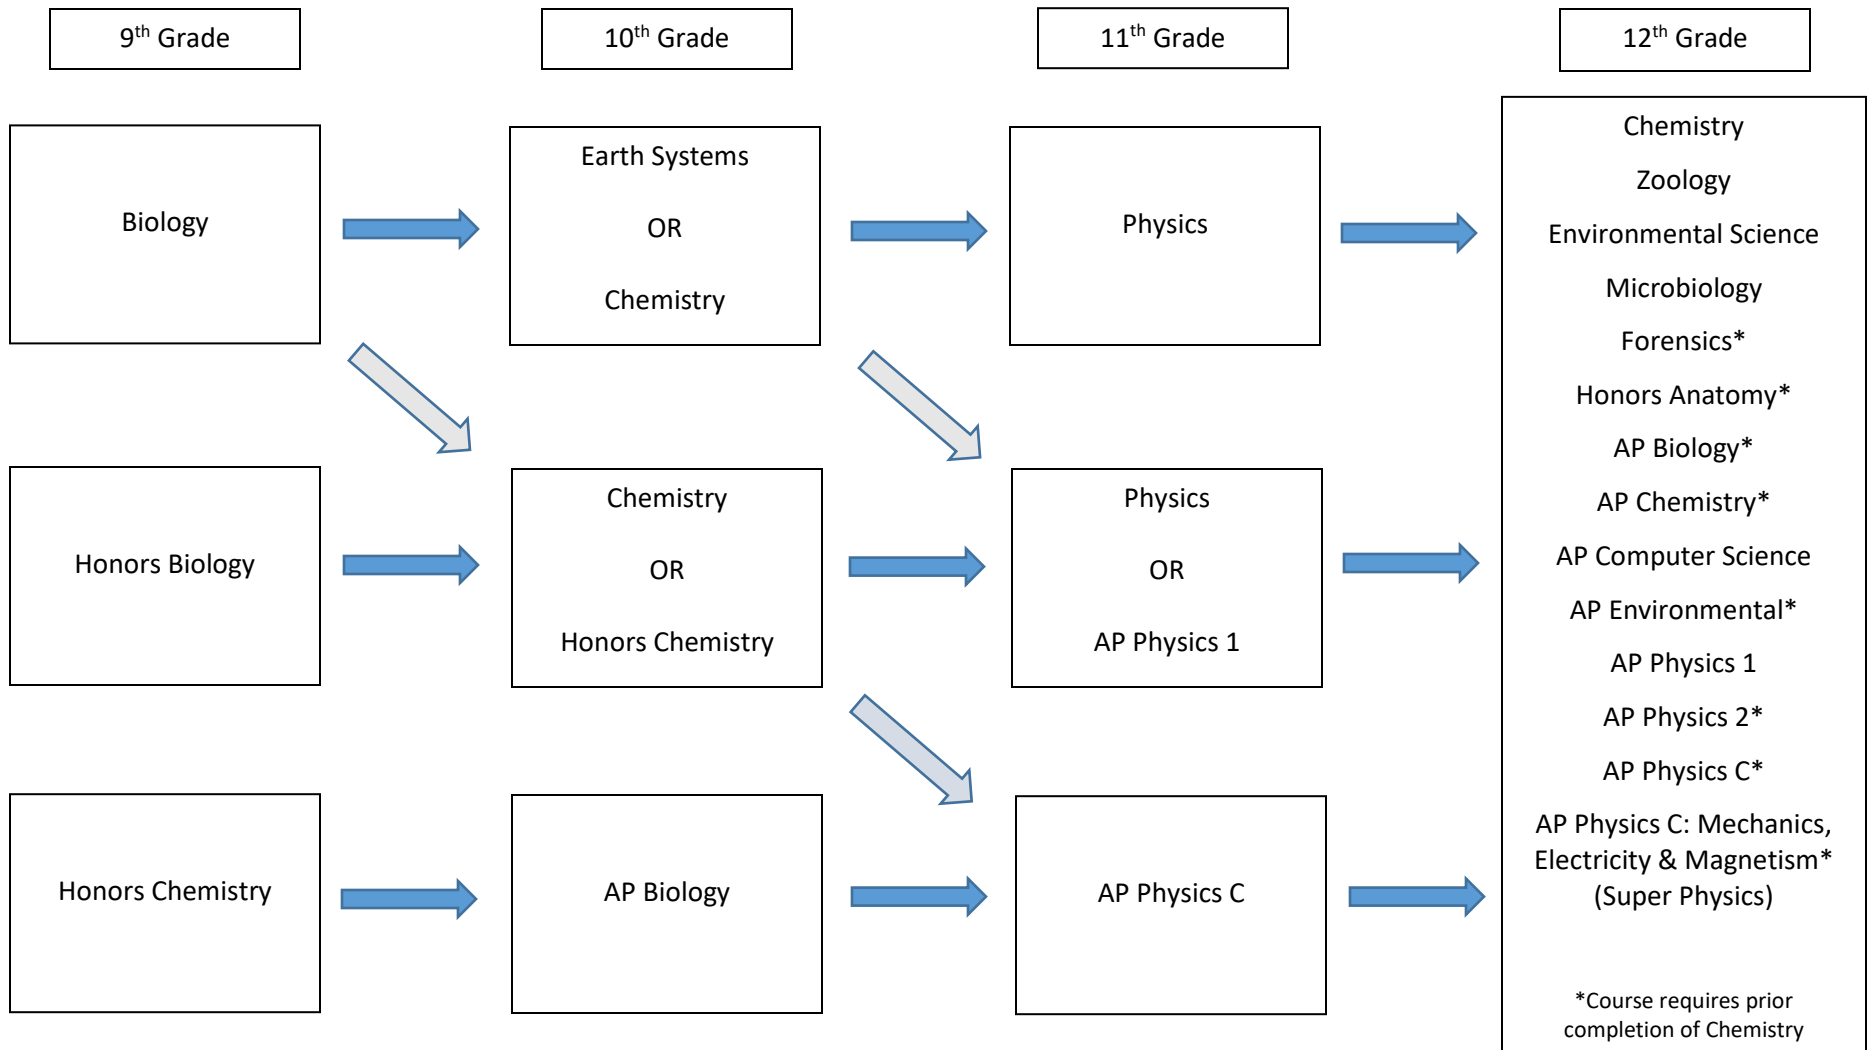 9th Grade
10th Grade
11th Grade
12th Grade
Biology
Earth Systems
OR
Chemistry
Physics
Honors Biology
Chemistry
OR
Honors Chemistry
Physics
OR
AP Physics 1
Honors Chemistry
AP Biology
AP Physics C
Chemistry
Zoology
Environmental Science
Microbiology
Forensics*
Honors Anatomy*
AP Biology*
AP Chemistry*
AP Computer Science
AP Environmental*
AP Physics 1
AP Physics 2*
AP Physics C*
AP Physics C: Mechanics,
Electricity & Magnetism*
(Super Physics)
*Course requires prior
completion of Chemistry